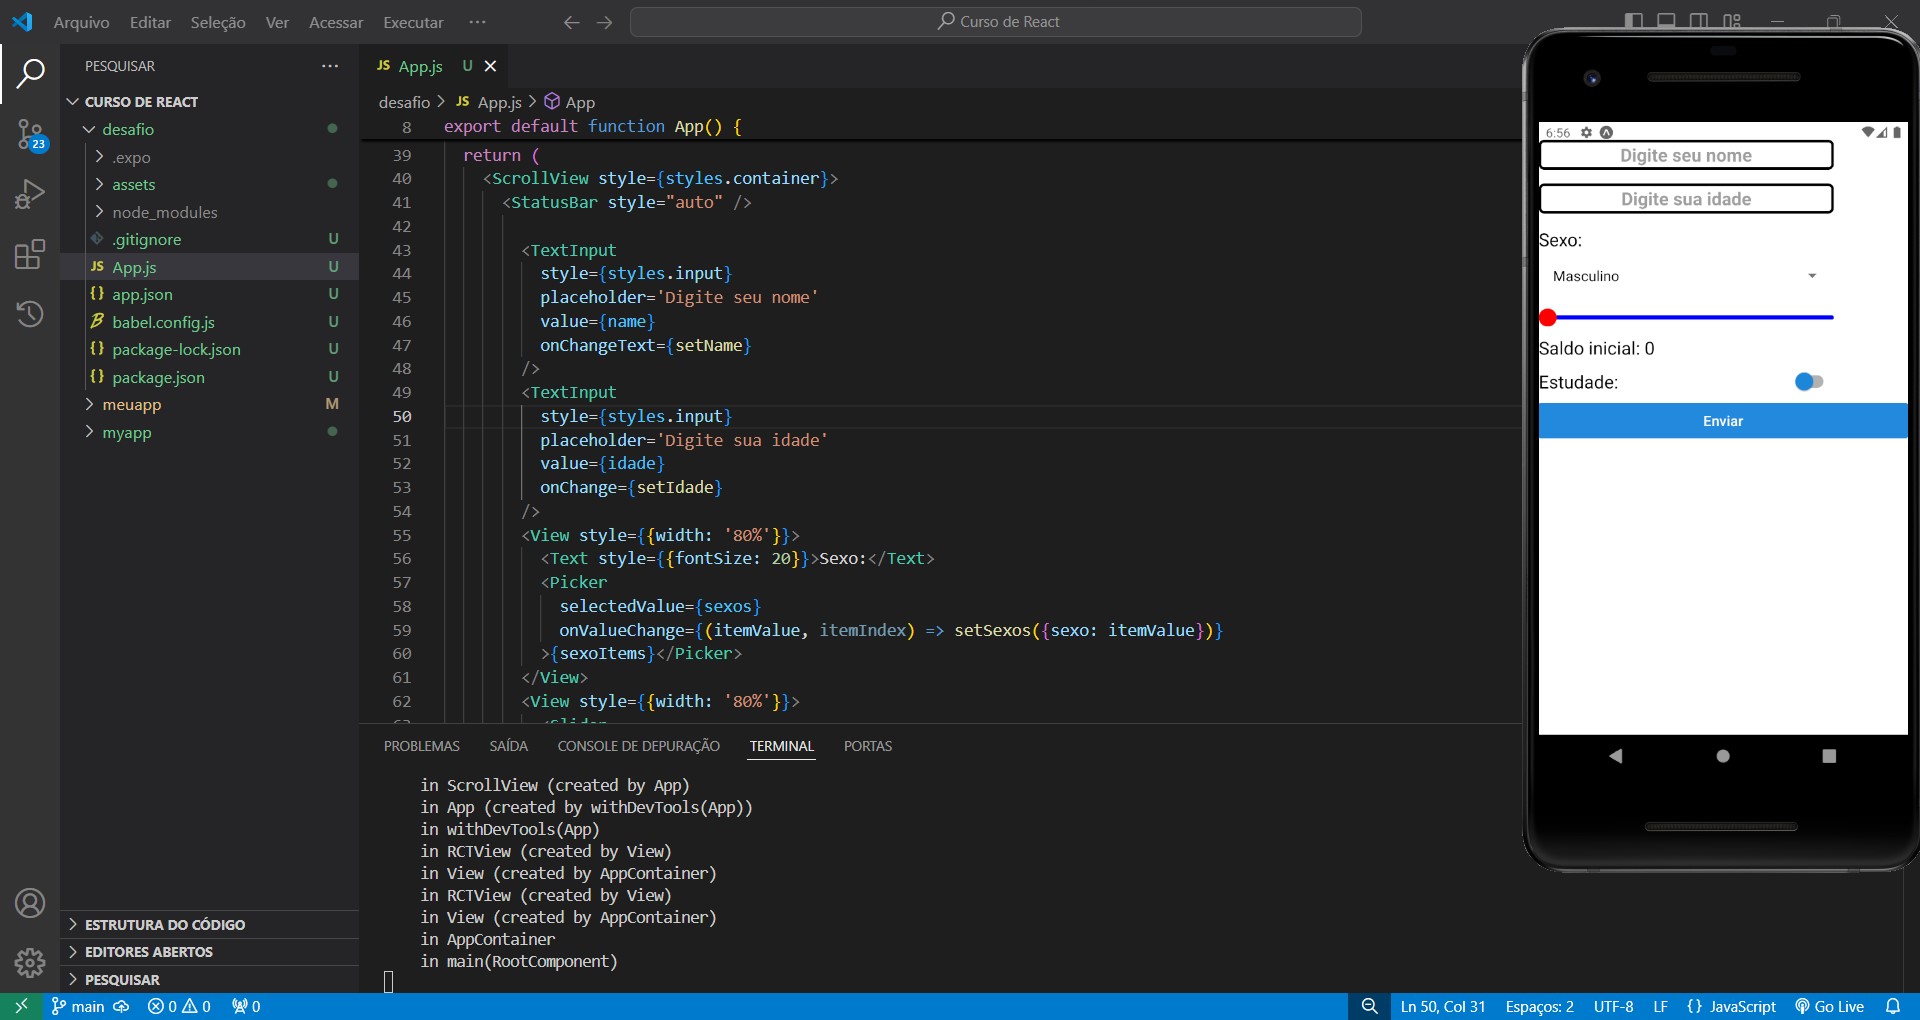 Arquivo Editar Seleção Ver Acessar Executar ··· Curso de React
PESQUISAR ···
CURSO DE REACT
desafio
.expo
assets
node_modules
.gitignore U
JS App.js U
{} app.json U
babel.config.js U
{} package-lock.json U
{} package.json U
meuapp M
myapp
23
ESTRUTURA DO CÓDIGO
EDITORES ABERTOS
PESQUISAR
JS App.js U
desafio > JS App.js > App
8 export default function App() {
39 return (
40 <ScrollView style={styles.container}>
41 <StatusBar style="auto" />
42
43 <TextInput
44 style={styles.input}
45 placeholder='Digite seu nome'
46 value={name}
47 onChangeText={setName}
48 />
49 <TextInput
50 style={styles.input}
51 placeholder='Digite sua idade'
52 value={idade}
53 onChange={setIdade}
54 />
55 <View style={{width: '80%'}}>
56 <Text style={{fontSize: 20}}>Sexo:</Text>
57 <Picker
58 selectedValue={sexos}
59 onValueChange={(itemValue, itemIndex) => setSexos({sexo: itemValue})}
60 >{sexoItems}</Picker>
61 </View>
62 <View style={{width: '80%'}}>
63 <Slider
PROBLEMAS SAÍDA CONSOLE DE DEPURAÇÃO TERMINAL PORTAS
in ScrollView (created by App)
in App (created by withDevTools(App))
in withDevTools(App)
in RCTView (created by View)
in View (created by AppContainer)
in RCTView (created by View)
in View (created by AppContainer)
in AppContainer
in main(RootComponent)
6:56
Digite seu nome
Digite sua idade
Sexo:
Masculino
Saldo inicial: 0
Estudade:
Enviar
main 0 0 0 Ln 50, Col 31 Espaços: 2 UTF-8 LF {} JavaScript Go Live